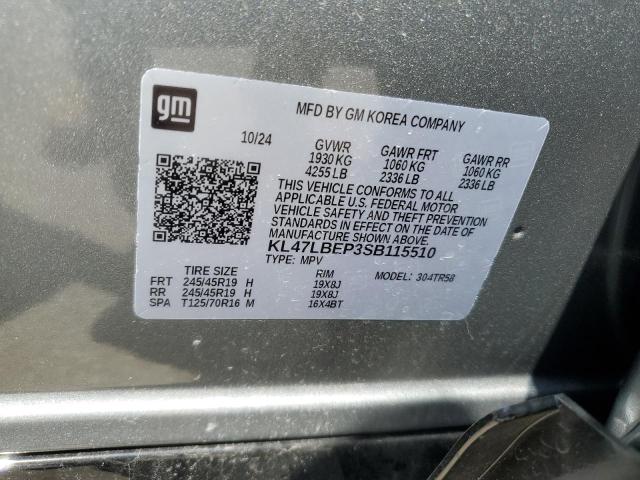 gm
MFD BY GM KOREA COMPANY
10/24 GVWR GAWR FRT GAWR RR
1930 KG 1060 KG 1060 KG
4255 LB 2336 LB 2336 LB
THIS VEHICLE CONFORMS TO ALL
APPLICABLE U.S. FEDERAL MOTOR
VEHICLE SAFETY AND THEFT PREVENTION
STANDARDS IN EFFECT ON THE DATE OF
MANUFACTURE SHOWN ABOVE.
KL47LBEP3SB115510
TYPE: MPV MODEL: 304TR58
TIRE SIZE RIM
FRT 245/45R19 H 19X8J
RR 245/45R19 H 19X8J
SPA T125/70R16 M 16X4BT